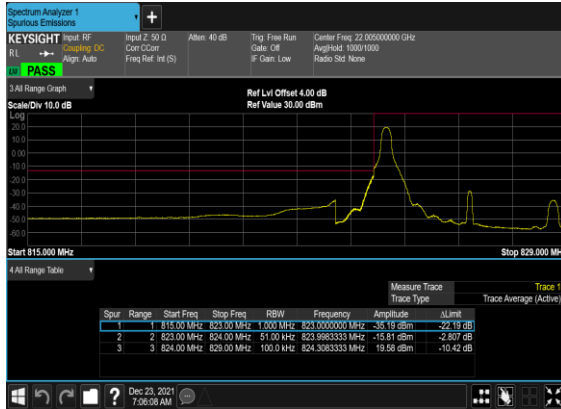 Spectrum Analyzer 1
Spurious Emissions
+
KEYSIGHT Input: RF Input Z: 50 Ω Atten: 40 dB Trig: Free Run Center Freq: 22.005000000 GHz
RL Coupling: DC Corr CCorr Gate: Off Avg|Hold: 1000/1000
Align: Auto Freq Ref: Int (S) IF Gain: Low Radio Std: None
PASS
3 All Range Graph
Ref Lvl Offset 4.00 dB
Scale/Div 10.0 dB Ref Value 30.00 dBm
Log
20.0
10.0
0.00
-10.0
-20.0
-30.0
-40.0
-50.0
-60.0
Start 815.000 MHz Stop 829.000 MH
4 All Range Table
Measure Trace Trace 1
Trace Type Trace Average (Active)
Spur Range Start Freq Stop Freq RBW Frequency Amplitude ΔLimit
1 1 815.00 MHz 823.00 MHz 1.000 MHz 823.0000000 MHz -35.19 dBm -22.19 dB
2 2 823.00 MHz 824.00 MHz 51.00 kHz 823.9983333 MHz -15.81 dBm -2.807 dB
3 3 824.00 MHz 829.00 MHz 100.0 kHz 824.3083333 MHz 19.58 dBm -10.42 dB
? Dec 23, 2021
7:06:08 AM